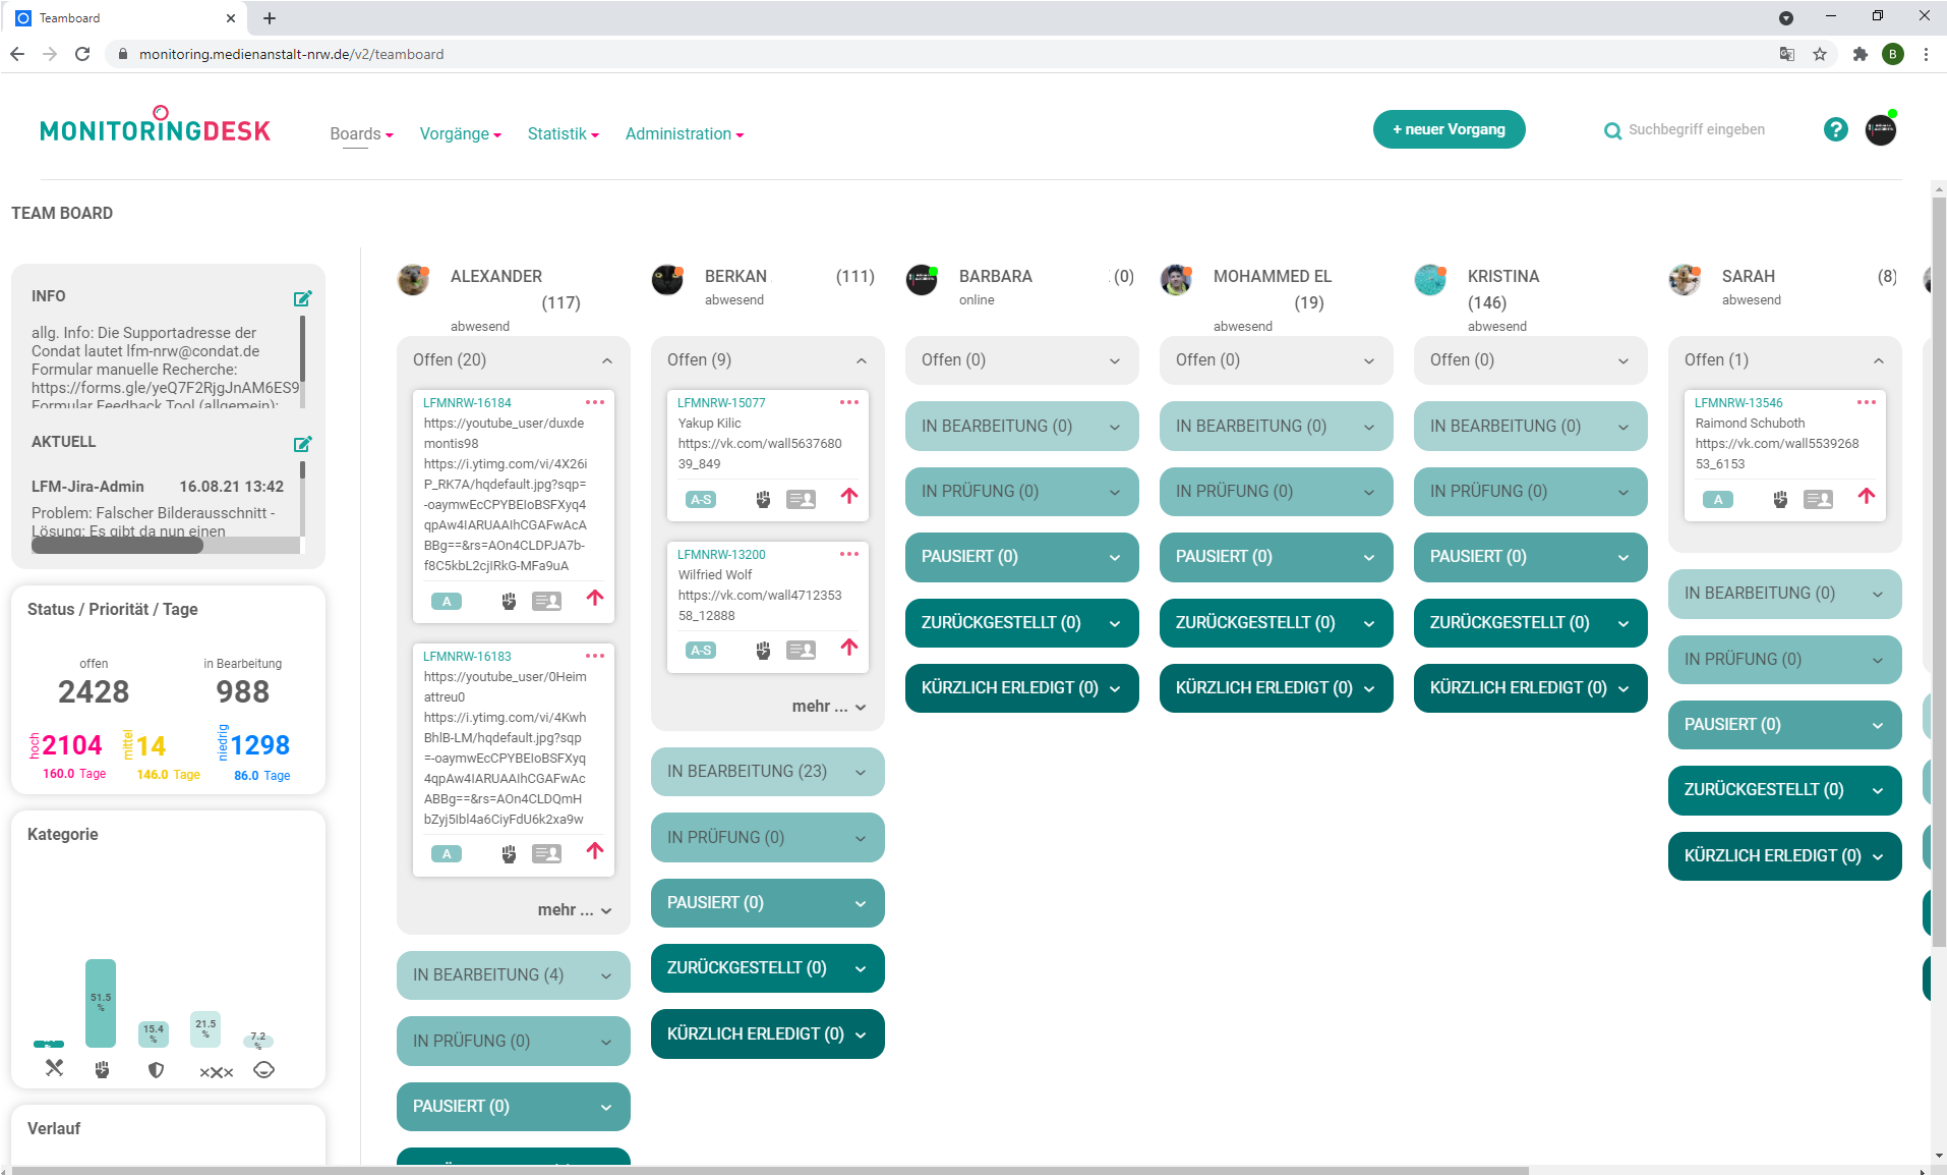 Teamboard
monitoring.medienanstalt-nrw.de/v2/teamboard
B
MONITORINGDESK
Boards
Vorgänge
Statistik
Administration
+ neuer Vorgang
Suchbegriff eingeben
?
TEAM BOARD
INFO
allg. Info: Die Supportadresse der
Condat lautet lfm-nrw@condat.de
Formular manuelle Recherche:
https://forms.gle/yeQ7F2RjgJnAM6ES9
Formular Feedback Tool (allgemein):
AKTUELL
LFM-Jira-Admin 16.08.21 13:42
Problem: Falscher Bilderausschnitt -
Lösung: Es gibt da nun einen
Status / Priorität / Tage
offen in Bearbeitung
2428 988
hoch 2104 mittel 14 niedrig 1298
160.0 Tage 146.0 Tage 86.0 Tage
Kategorie
51.5
%
15.4
%
21.5
%
7.2
%
xXx
Verlauf
ALEXANDER
(117)
abwesend
Offen (20)
LFMNRW-16184
https://youtube_user/duxde
montis98
https://i.ytimg.com/vi/4X26i
P_RK7A/hqdefault.jpg?sqp=
-oaymwEcCPYBEIoBSFXyq4
qpAw4IARUAAIhCGAFwAcA
BBg==&rs=AOn4CLDPJA7b-
f8C5kbL2cjIRkG-MFa9uA
A
LFMNRW-16183
https://youtube_user/0Heim
attreu0
https://i.ytimg.com/vi/4Kwh
BhlB-LM/hqdefault.jpg?sqp
=-oaymwEcCPYBEIoBSFXyq
4qpAw4IARUAAIhCGAFwAc
ABBg==&rs=AOn4CLDQmH
bZyj5Ibl4a6CiyFdU6k2xa9w
A
mehr ...
IN BEARBEITUNG (4)
IN PRÜFUNG (0)
PAUSIERT (0)
BERKAN (111)
abwesend
Offen (9)
LFMNRW-15077
Yakup Kilic
https://vk.com/wall5637680
39_849
A-S
LFMNRW-13200
Wilfried Wolf
https://vk.com/wall4712353
58_12888
A-S
mehr ...
IN BEARBEITUNG (23)
IN PRÜFUNG (0)
PAUSIERT (0)
ZURÜCKGESTELLT (0)
KÜRZLICH ERLEDIGT (0)
BARBARA (0)
online
Offen (0)
IN BEARBEITUNG (0)
IN PRÜFUNG (0)
PAUSIERT (0)
ZURÜCKGESTELLT (0)
KÜRZLICH ERLEDIGT (0)
MOHAMMED EL
(19)
abwesend
Offen (0)
IN BEARBEITUNG (0)
IN PRÜFUNG (0)
PAUSIERT (0)
ZURÜCKGESTELLT (0)
KÜRZLICH ERLEDIGT (0)
KRISTINA
(146)
abwesend
Offen (0)
IN BEARBEITUNG (0)
IN PRÜFUNG (0)
PAUSIERT (0)
ZURÜCKGESTELLT (0)
KÜRZLICH ERLEDIGT (0)
SARAH (8)
abwesend
Offen (1)
LFMNRW-13546
Raimond Schuboth
https://vk.com/wall5539268
53_6153
A
IN BEARBEITUNG (0)
IN PRÜFUNG (0)
PAUSIERT (0)
ZURÜCKGESTELLT (0)
KÜRZLICH ERLEDIGT (0)